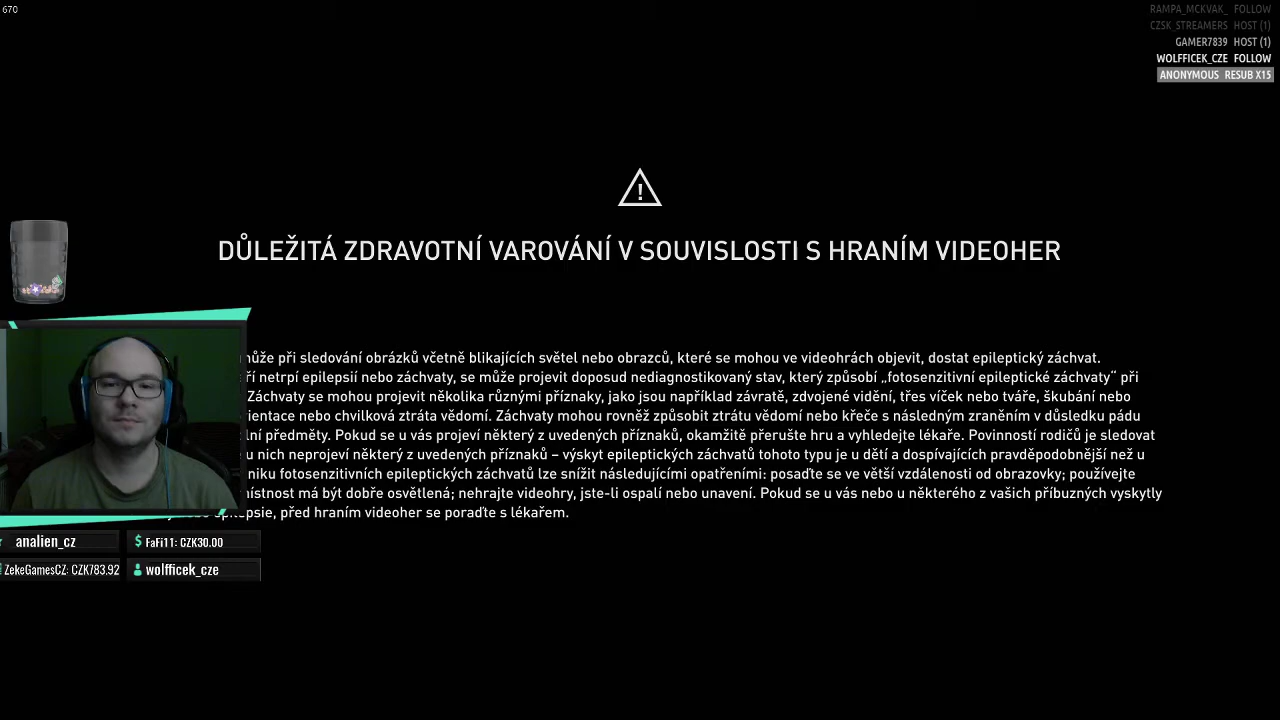 670
RAMPA_MCKVAK_ FOLLOW
CZSK_STREAMERS HOST (1)
GAMER7839 HOST (1)
WOLFFICEK_CZE FOLLOW
ANONYMOUS RESUB X15
DŮLEŽITÁ ZDRAVOTNÍ VAROVÁNÍ V SOUVISLOSTI S HRANÍM VIDEOHER
může při sledování obrázků včetně blikajících světel nebo obrazců, které se mohou ve videohrách objevit, dostat epileptický záchvat.
netrpí epilepsií nebo záchvaty, se může projevit doposud nediagnostikovaný stav, který způsobí „fotosenzitivní epileptické záchvaty“ při
Záchvaty se mohou projevit několika různými příznaky, jako jsou například závratě, zdvojené vidění, třes víček nebo tváře, škubání nebo
nebo chvilková ztráta vědomí. Záchvaty mohou rovněž způsobit ztrátu vědomí nebo křeče s následným zraněním v důsledku pádu
předměty. Pokud se u vás projeví některý z uvedených příznaků, okamžitě přerušte hru a vyhledejte lékaře. Povinností rodičů je sledovat
u nich neprojeví některý z uvedených příznaků – výskyt epileptických záchvatů tohoto typu je u dětí a dospívajících pravděpodobnější než u
fotosenzitivních epileptických záchvatů lze snížit následujícími opatřeními: posaďte se ve větší vzdálenosti od obrazovky; používejte
místnost má být dobře osvětlená; nehrajte videohry, jste-li ospalí nebo unavení. Pokud se u vás nebo u některého z vašich příbuzných vyskytly
epilepsie, před hraním videoher se poraďte s lékařem.
analien_cz
$ FaFi11: CZK30.00
ZekeGamesCZ: CZK783.92
wolfficek_cze